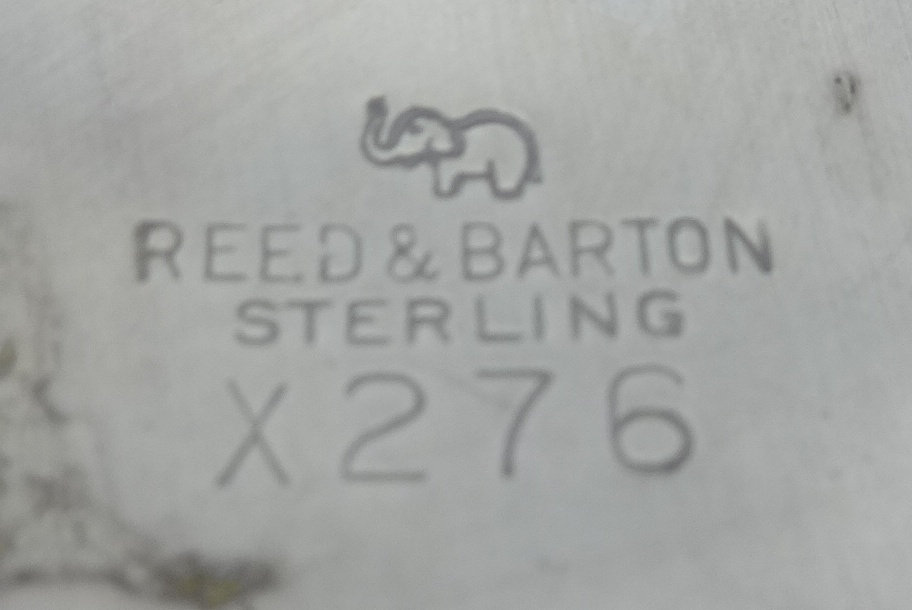 REED & BARTON
STERLING
X276